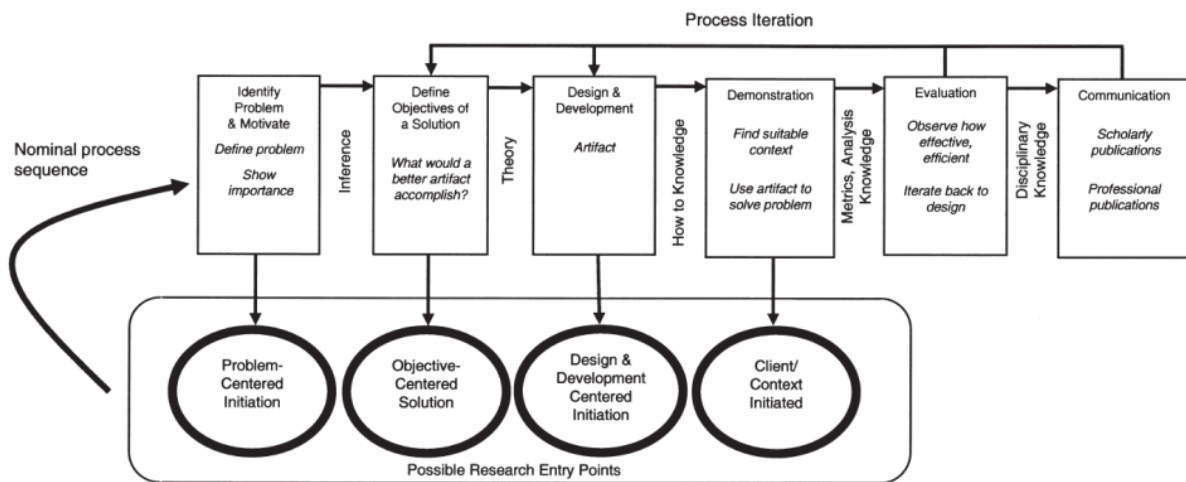 Process Iteration
Nominal process
sequence
Identify
Problem
& Motivate
Define problem
Show
importance
Inference
Define
Objectives of
a Solution
What would a
better artifact
accomplish?
Theory
Design &
Development
Artifact
How to Knowledge
Demonstration
Find suitable
context
Use artifact to
solve problem
Metrics, Analysis
Knowledge
Evaluation
Observe how
effective,
efficient
Iterate back to
design
Disciplinary
Knowledge
Communication
Scholarly
publications
Professional
publications
Problem-
Centered
Initiation
Objective-
Centered
Solution
Design &
Development
Centered
Initiation
Client/
Context
Initiated
Possible Research Entry Points